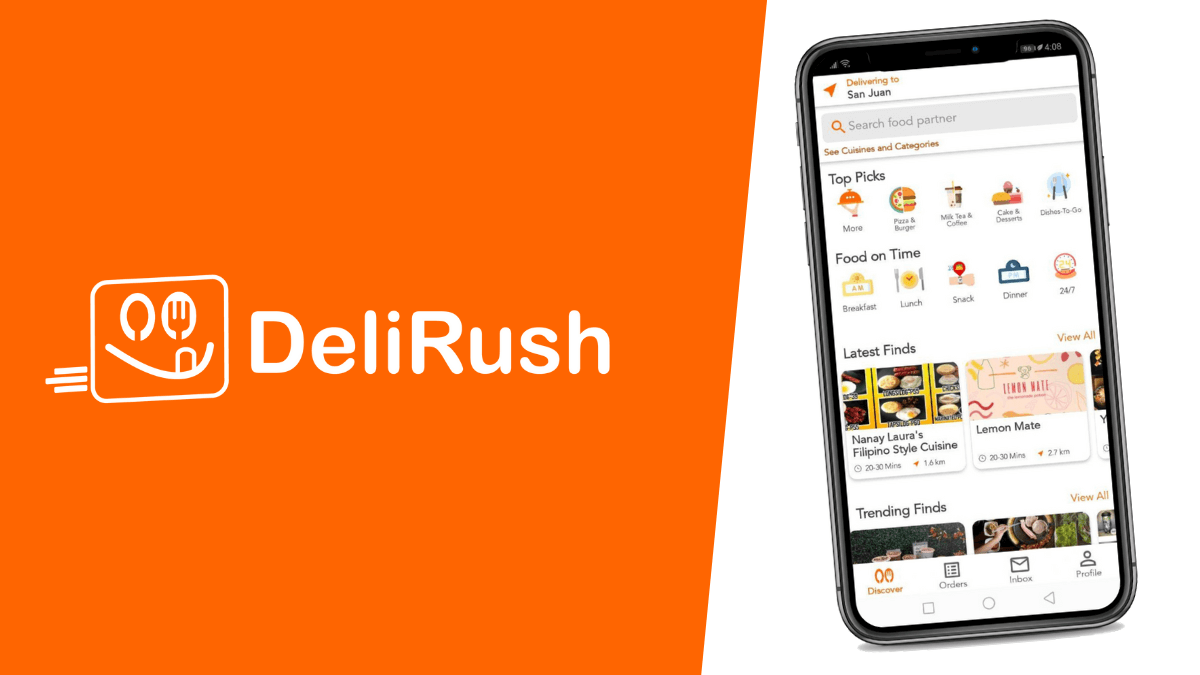 DeliRush
4:08
Delivering to
San Juan
Search food partner
See Cuisines and Categories
Top Picks
More
Pizza &
Burger
Milk Tea &
Coffee
Cake &
Desserts
Dishes-To-Go
Food on Time
AM
PM
Breakfast
Lunch
Snack
Dinner
24/7
Latest Finds
View All
LEMON MATE
Nanay Laura's
Filipino Style Cuisine
20-30 Mins
1.6 km
Lemon Mate
20-30 Mins
2.7 km
Y
Trending Finds
View All
Discover
Orders
Inbox
Profile